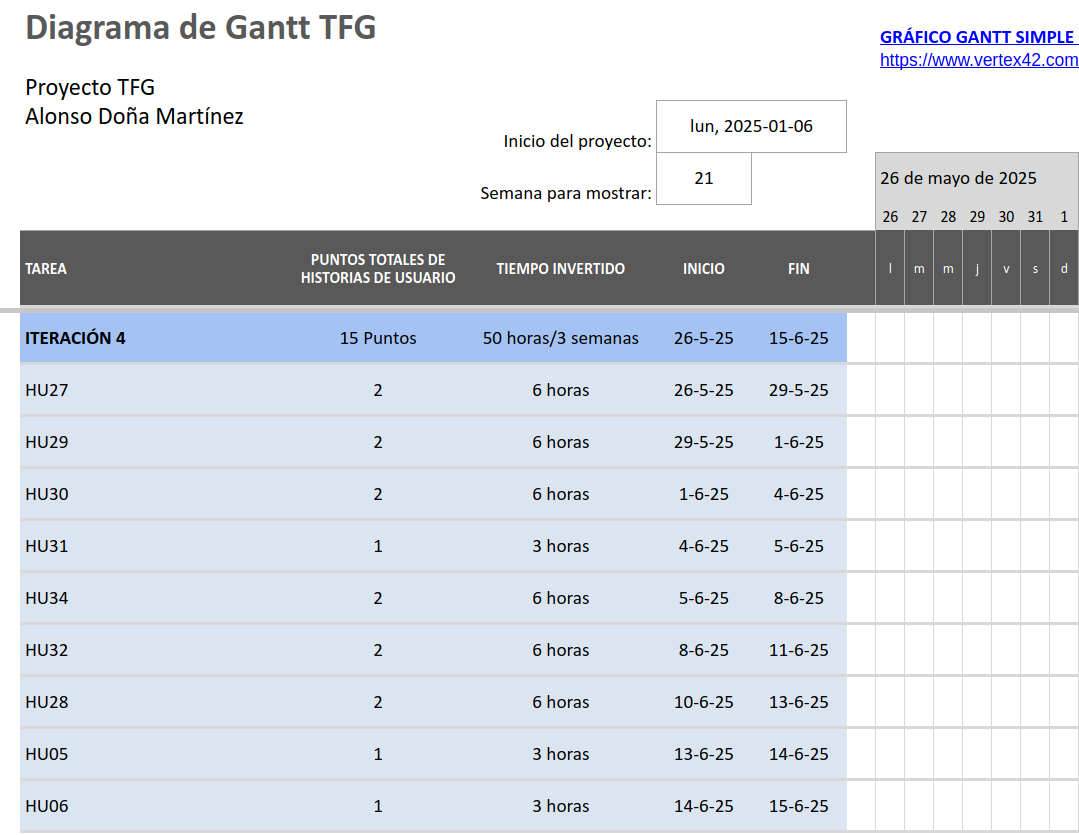 Diagrama de Gantt TFG
GRÁFICO GANTT SIMPLE
https://www.vertex42.com
Proyecto TFG
Alonso Doña Martínez
Inicio del proyecto: lun, 2025-01-06
Semana para mostrar: 21
26 de mayo de 2025
26 27 28 29 30 31 1
TAREA PUNTOS TOTALES DE HISTORIAS DE USUARIO TIEMPO INVERTIDO INICIO FIN l m m j v s d
ITERACIÓN 4 15 Puntos 50 horas/3 semanas 26-5-25 15-6-25
HU27 2 6 horas 26-5-25 29-5-25
HU29 2 6 horas 29-5-25 1-6-25
HU30 2 6 horas 1-6-25 4-6-25
HU31 1 3 horas 4-6-25 5-6-25
HU34 2 6 horas 5-6-25 8-6-25
HU32 2 6 horas 8-6-25 11-6-25
HU28 2 6 horas 10-6-25 13-6-25
HU05 1 3 horas 13-6-25 14-6-25
HU06 1 3 horas 14-6-25 15-6-25